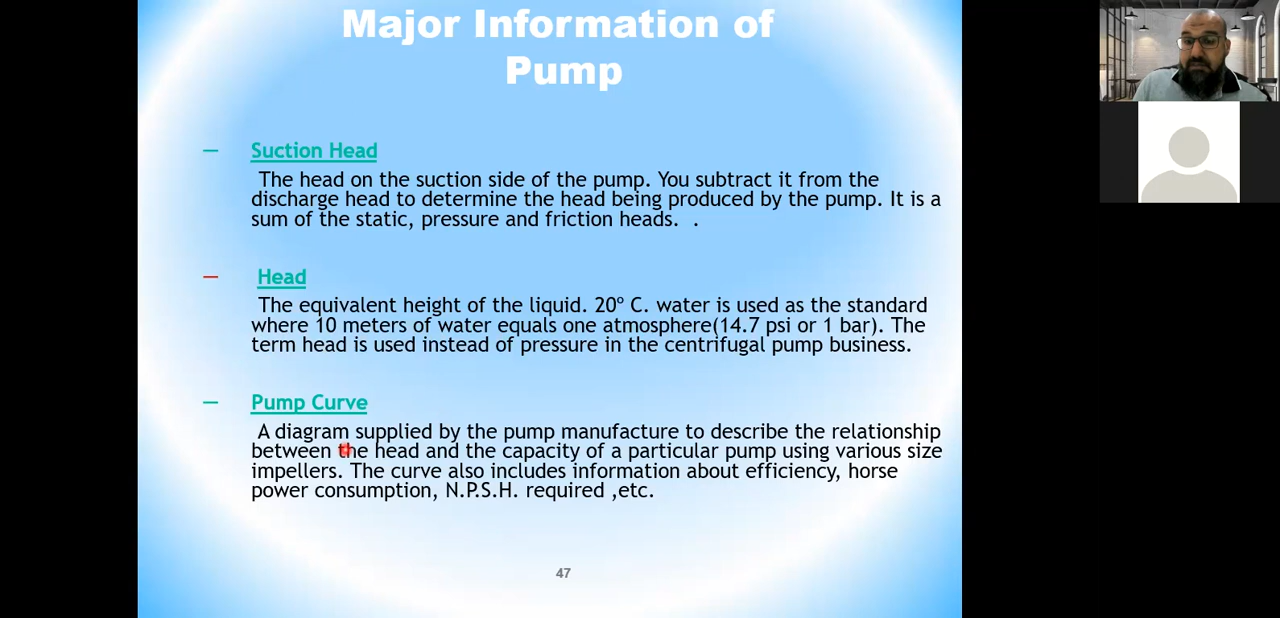 Major Information of
Pump
— Suction Head
The head on the suction side of the pump. You subtract it from the
discharge head to determine the head being produced by the pump. It is a
sum of the static, pressure and friction heads.  .
— Head
The equivalent height of the liquid. 20º C. water is used as the standard
where 10 meters of water equals one atmosphere(14.7 psi or 1 bar). The
term head is used instead of pressure in the centrifugal pump business.
— Pump Curve
A diagram supplied by the pump manufacture to describe the relationship
between the head and the capacity of a particular pump using various size
impellers. The curve also includes information about efficiency, horse
power consumption, N.P.S.H. required ,etc.
47